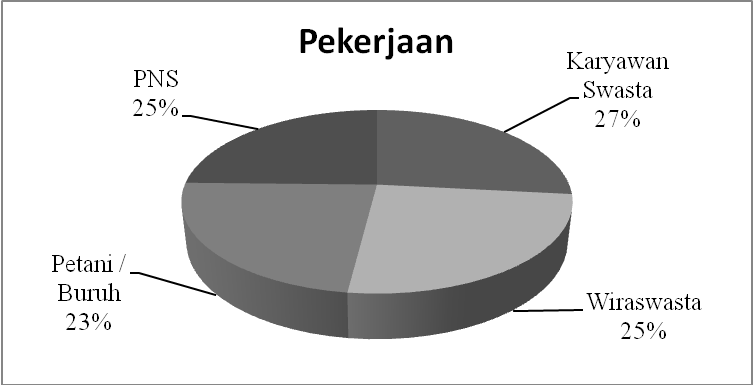 Pekerjaan
Karyawan
Swasta
27%
PNS
25%
Petani /
Buruh
23%
Wiraswasta
25%